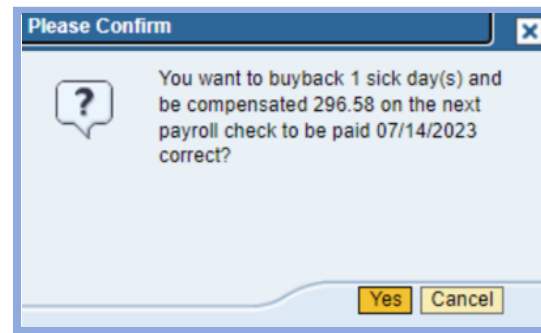 Please Confirm
You want to buyback 1 sick day(s) and
be compensated 296.58 on the next
payroll check to be paid 07/14/2023
correct?
Yes Cancel